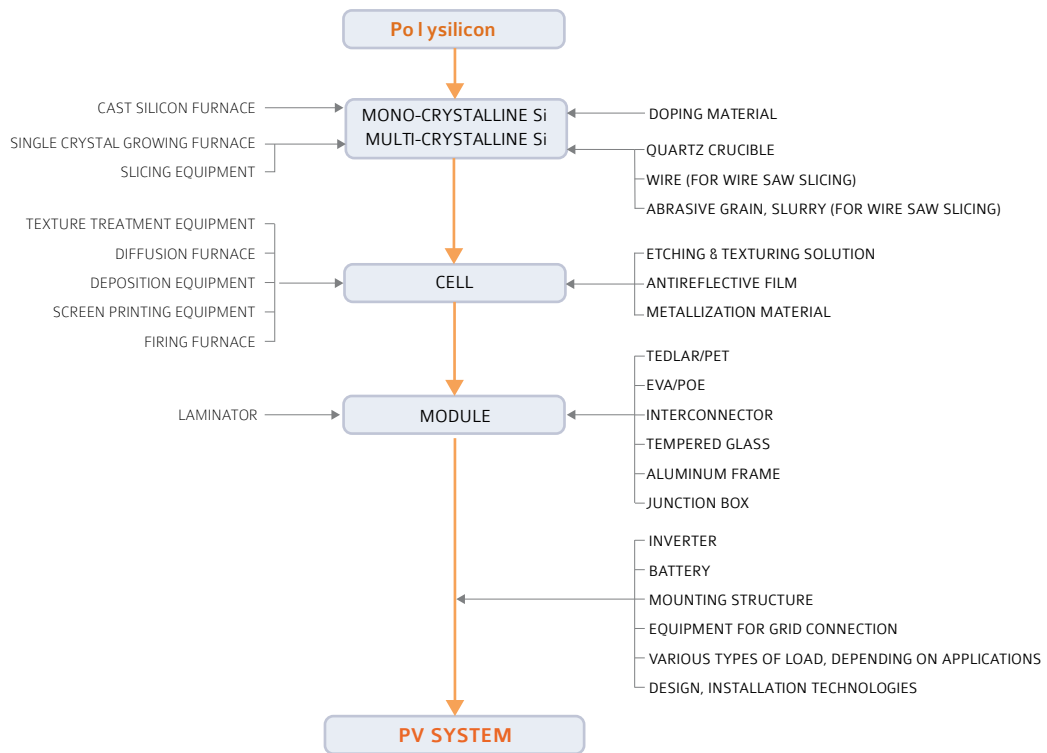 Polysilicon
CAST SILICON FURNACE
SINGLE CRYSTAL GROWING FURNACE
SLICING EQUIPMENT
MONO-CRYSTALLINE Si
MULTI-CRYSTALLINE Si
DOPING MATERIAL
QUARTZ CRUCIBLE
WIRE (FOR WIRE SAW SLICING)
ABRASIVE GRAIN, SLURRY (FOR WIRE SAW SLICING)
TEXTURE TREATMENT EQUIPMENT
DIFFUSION FURNACE
DEPOSITION EQUIPMENT
SCREEN PRINTING EQUIPMENT
FIRING FURNACE
CELL
ETCHING & TEXTURING SOLUTION
ANTIREFLECTIVE FILM
METALLIZATION MATERIAL
LAMINATOR
MODULE
TEDLAR/PET
EVA/POE
INTERCONNECTOR
TEMPERED GLASS
ALUMINUM FRAME
JUNCTION BOX
INVERTER
BATTERY
MOUNTING STRUCTURE
EQUIPMENT FOR GRID CONNECTION
VARIOUS TYPES OF LOAD, DEPENDING ON APPLICATIONS
DESIGN, INSTALLATION TECHNOLOGIES
PV SYSTEM